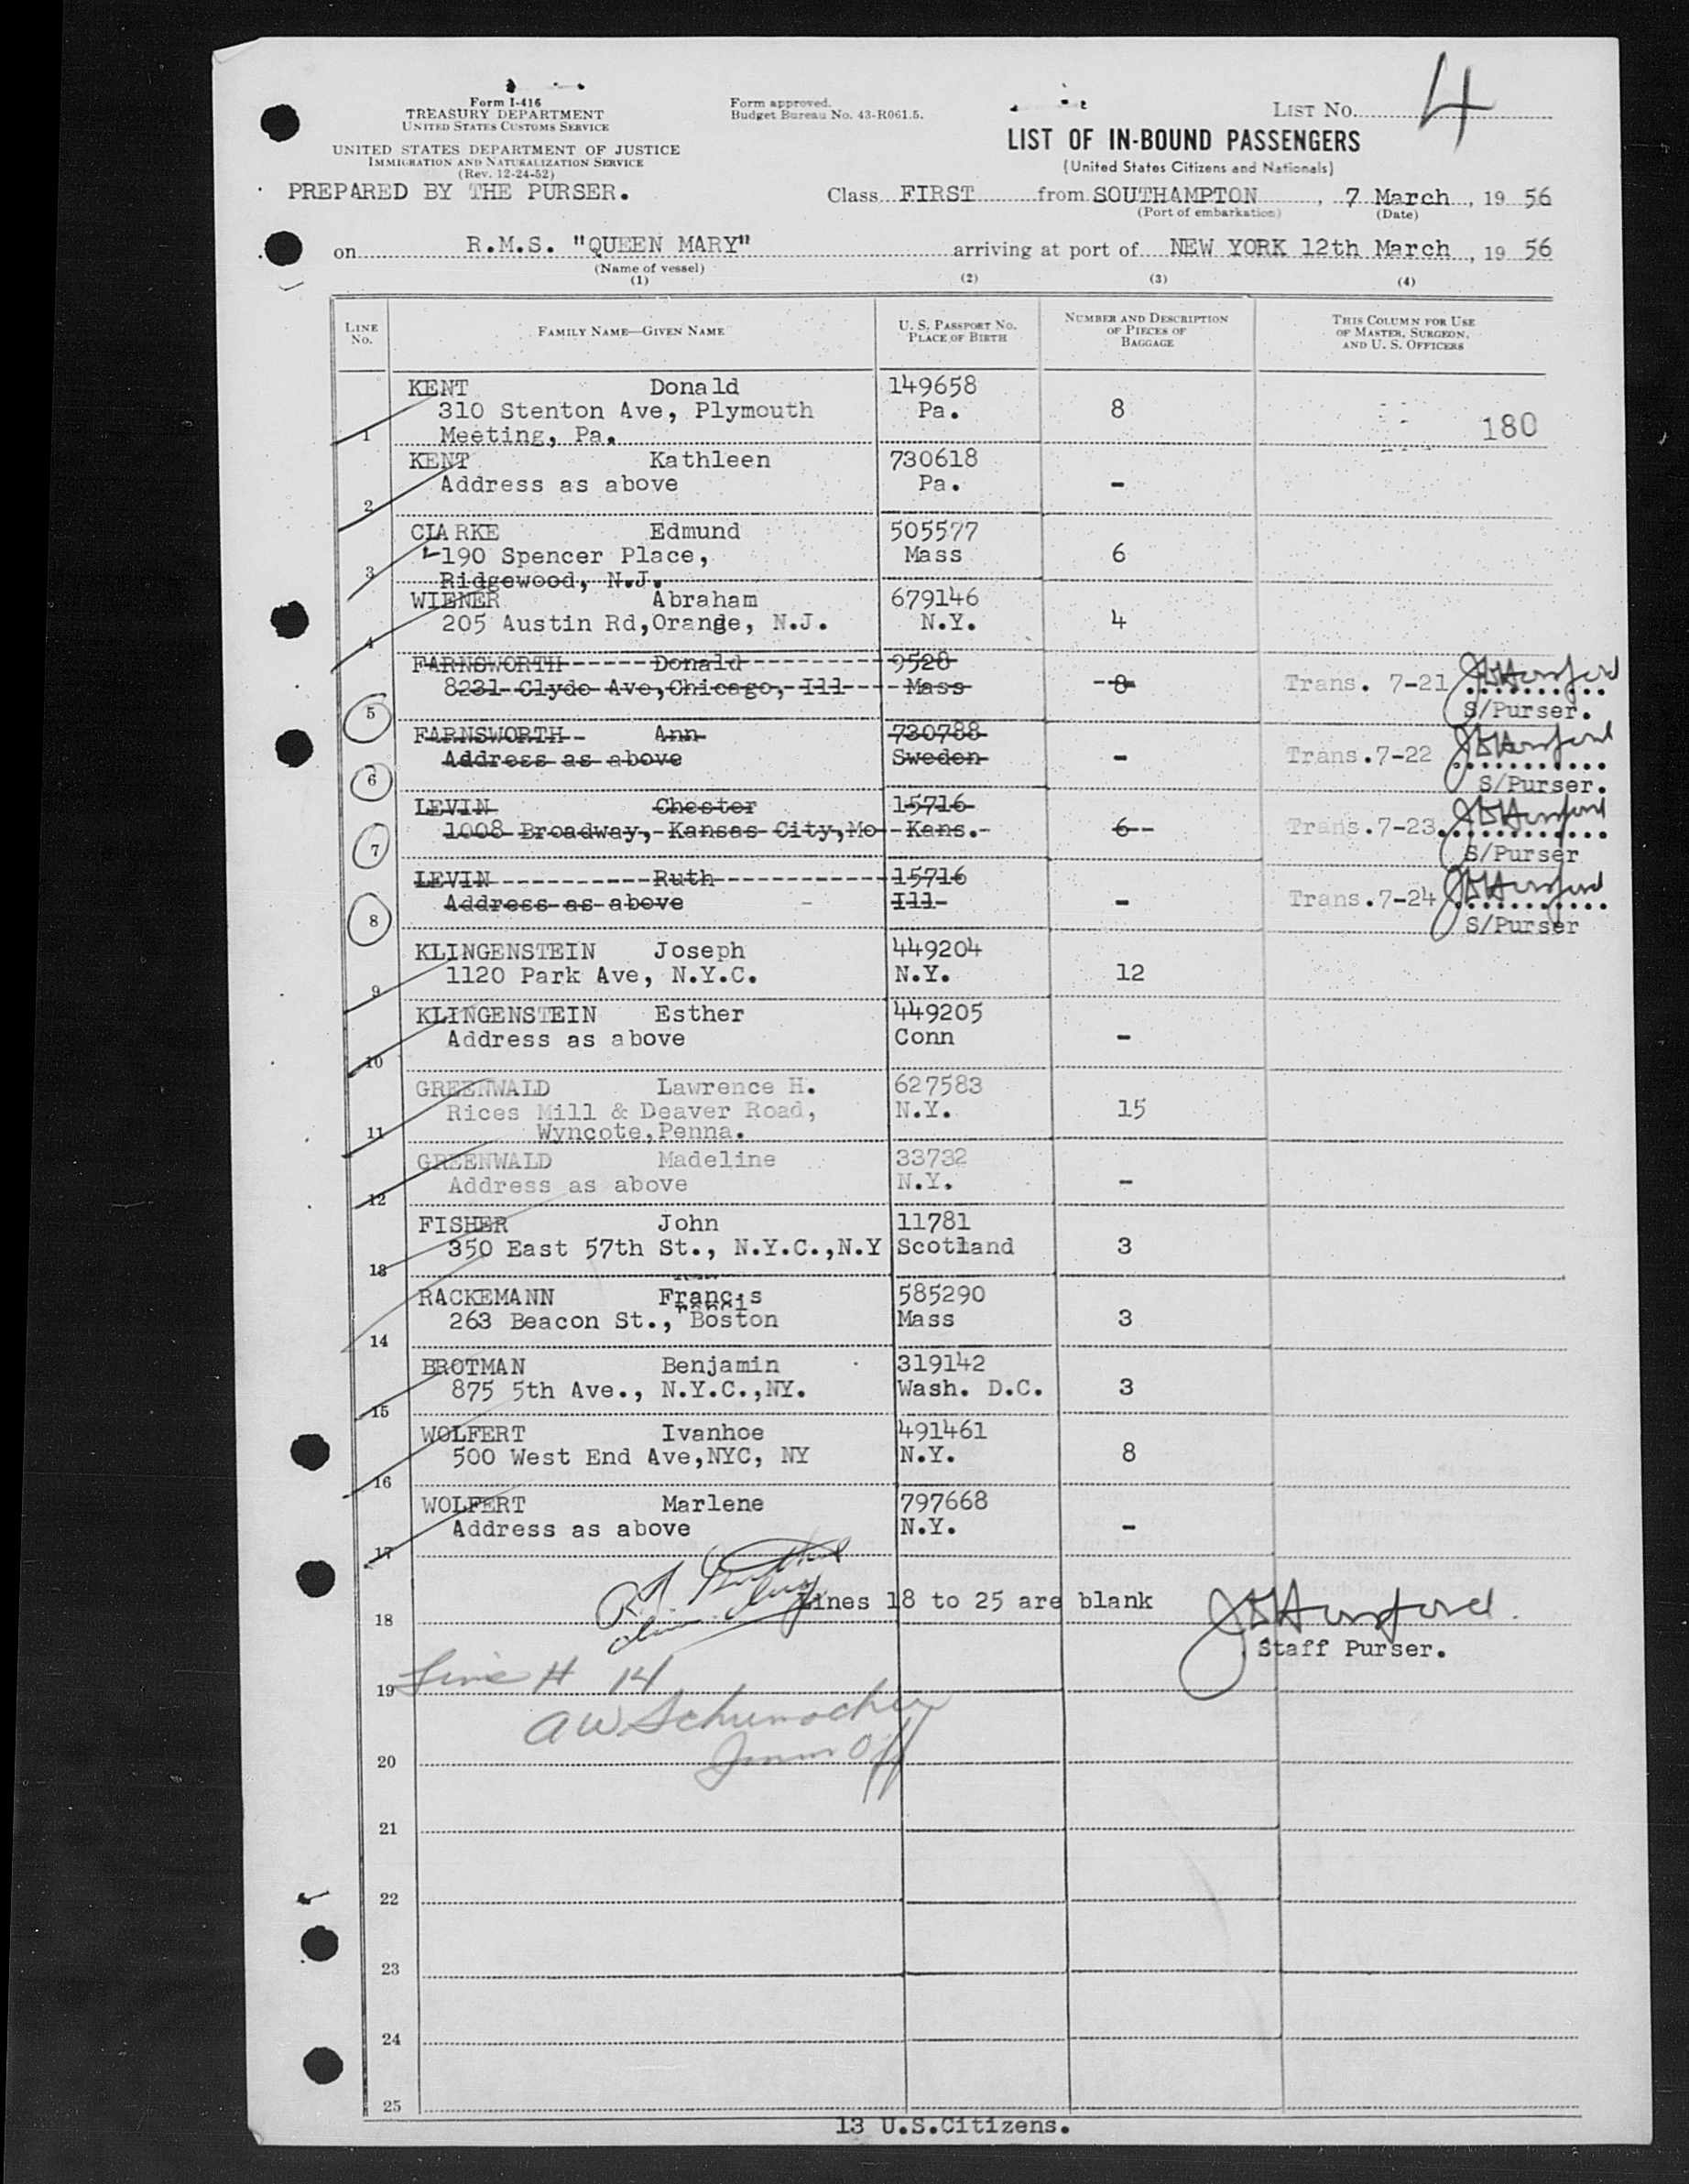 4
Form I-416
TREASURY DEPARTMENT
UNITED STATES CUSTOMS SERVICE
UNITED STATES DEPARTMENT OF JUSTICE
IMMIGRATION AND NATURALIZATION SERVICE
(Rev. 12-24-52)
PREPARED BY THE PURSER.
Form approved.
Budget Bureau No. 43-R061.5.
LIST NO.
LIST OF IN-BOUND PASSENGERS
(United States Citizens and Nationals)
Class FIRST from SOUTHAMPTON, 7 March, 19 56
(Port of embarkation) (Date)
on R.M.S. "QUEEN MARY" arriving at port of NEW YORK 12th March, 19 56
(Name of vessel)
(1) (2) (3) (4)
LINE NO. FAMILY NAME—GIVEN NAME U. S. PASSPORT NO. PLACE OF BIRTH NUMBER AND DESCRIPTION OF PIECES OF BAGGAGE THIS COLUMN FOR USE OF MASTER, SURGEON, AND U. S. OFFICERS
KENT Donald 149658
310 Stenton Ave, Plymouth Pa. 8
1 Meeting, Pa. 180
KENT Kathleen 730618
Address as above Pa. -
2
CLARKE Edmund 505577
190 Spencer Place, Mass 6
3 Ridgewood, N.J.
WIENER Abraham 679146
205 Austin Rd,Orange, N.J. N.Y. 4
4
FARNSWORTH Donald 9528
8231 Clyde Ave,Chicago, Ill Mass 8 Trans. 7-21
5 S/Purser.
FARNSWORTH Ann 730788
Address as above Sweden - Trans.7-22
6 S/Purser.
LEVIN Chester 15716
1008 Broadway, Kansas City,Mo Kans. 6 Trans.7-23
7 S/Purser
LEVIN Ruth 15716
Address as above Ill - Trans.7-24
8 S/Purser
KLINGENSTEIN Joseph 449204
1120 Park Ave, N.Y.C. N.Y. 12
9
KLINGENSTEIN Esther 449205
Address as above Conn -
10
GREENWALD Lawrence H. 627583
Rices Mill & Deaver Road, N.Y. 15
11 Wyncote,Penna.
GREENWALD Madeline 33732
Address as above N.Y. -
12
FISHER John 11781
350 East 57th St., N.Y.C.,N.Y Scotland 3
13
RACKEMANN Francis 585290
263 Beacon St., Boston Mass 3
14
BROTMAN Benjamin 319142
875 5th Ave., N.Y.C.,NY. Wash. D.C. 3
15
WOLFERT Ivanhoe 491461
500 West End Ave,NYC, NY N.Y. 8
16
WOLFERT Marlene 797668
Address as above N.Y. -
17
Lines 18 to 25 are blank
18
Staff Purser.
19 Line # 14
AW Schumacher
20 Imm Off
21
22
23
24
25
13 U.S.Citizens.